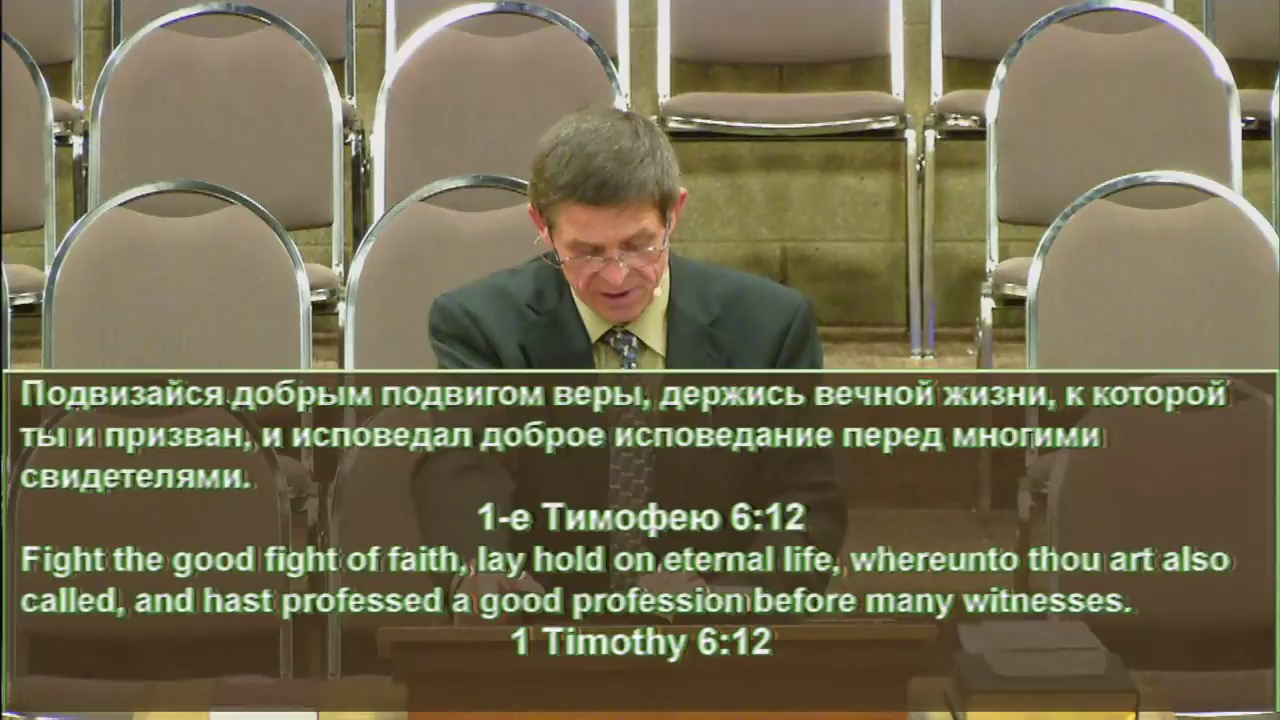 Подвизайся добрым подвигом веры, держись вечной жизни, к которой
ты и призван, и исповедал доброе исповедание перед многими
свидетелями.
1-е Тимофею 6:12
Fight the good fight of faith, lay hold on eternal life, whereunto thou art also
called, and hast professed a good profession before many witnesses.
1 Timothy 6:12